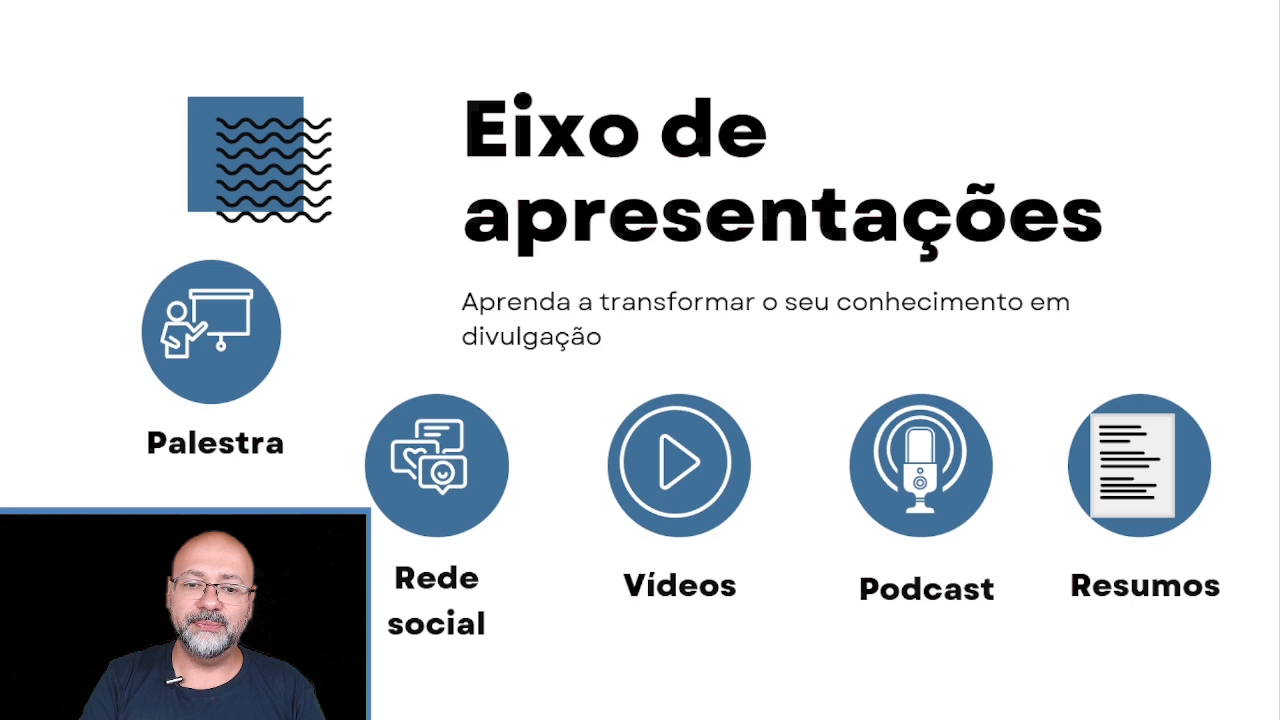 Eixo de
apresentações
Aprenda a transformar o seu conhecimento em
divulgação
Palestra
Rede
social
Vídeos
Podcast
Resumos